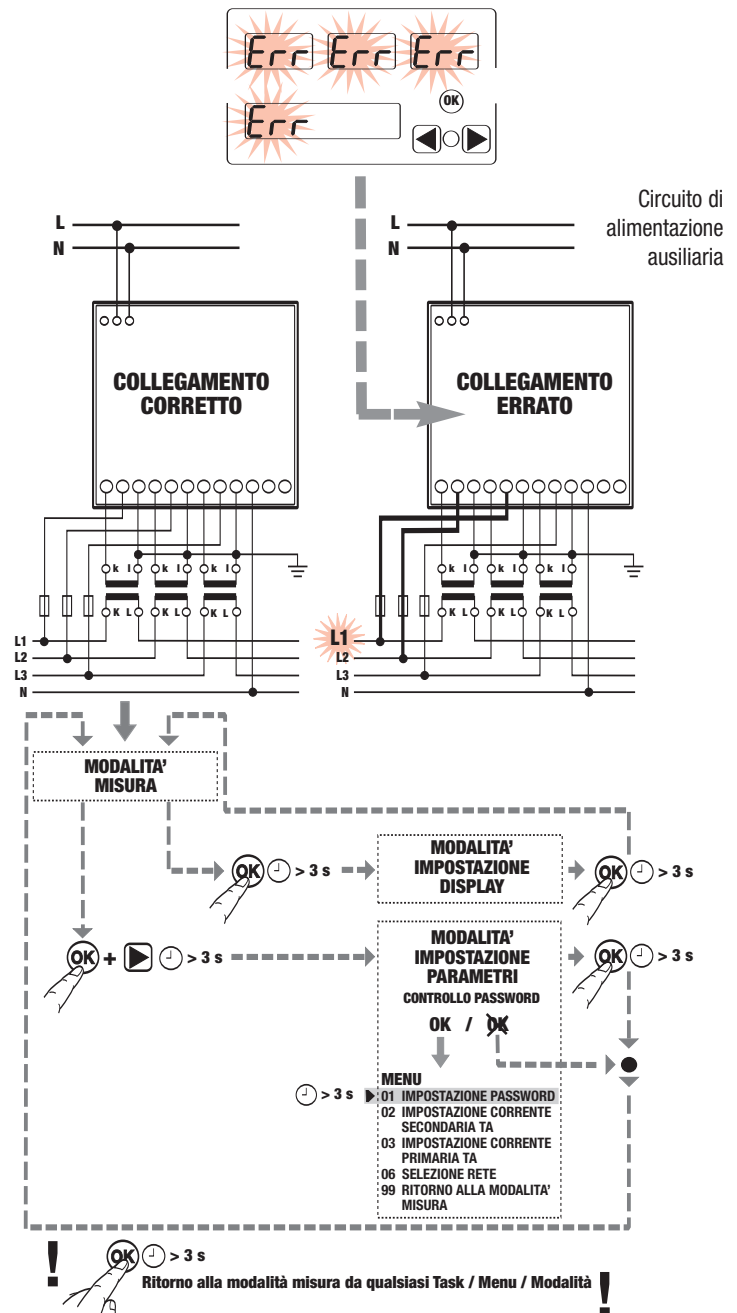 Err Err Err
OK
Err
Circuito di
alimentazione
ausiliaria
L
N
L
N
COLLEGAMENTO
CORRETTO
COLLEGAMENTO
ERRATO
k l k l k l
k l k l k l
K L K L K L
K L K L K L
L1
L2
L3
N
L1
L2
L3
N
MODALITA'
MISURA
OK > 3 s
MODALITA'
IMPOSTAZIONE
DISPLAY
OK > 3 s
OK + > 3 s
MODALITA'
IMPOSTAZIONE
PARAMETRI
CONTROLLO PASSWORD
OK / OK
OK > 3 s
MENU
> 3 s
01 IMPOSTAZIONE PASSWORD
02 IMPOSTAZIONE CORRENTE
SECONDARIA TA
03 IMPOSTAZIONE CORRENTE
PRIMARIA TA
06 SELEZIONE RETE
99 RITORNO ALLA MODALITA'
MISURA
! OK > 3 s
Ritorno alla modalità misura da qualsiasi Task / Menu / Modalità !